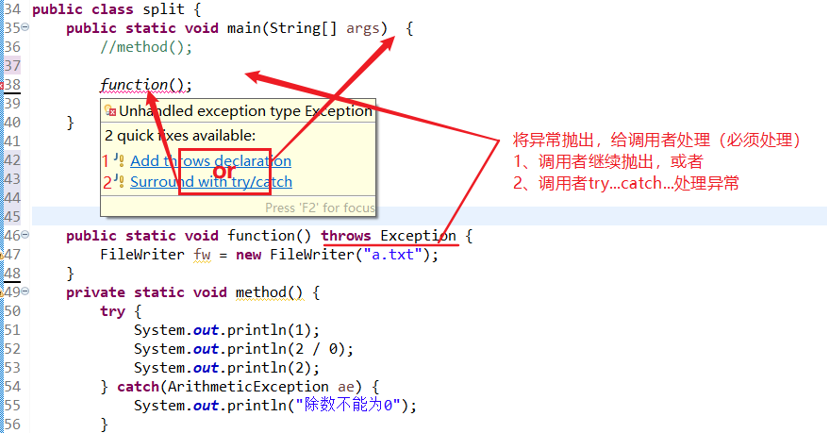 34 public class split {
35 public static void main(String[] args) {
36 //method();
37
38 function();
39 Unhandled exception type Exception
40 } 2 quick fixes available:
41 1 Add throws declaration
or
42 2 Surround with try/catch
43
44 Press 'F2' for focus
45
将异常抛出，给调用者处理（必须处理）
1、调用者继续抛出，或者
2、调用者try...catch...处理异常
46 public static void function() throws Exception {
47 FileWriter fw = new FileWriter("a.txt");
48 }
49 private static void method() {
50 try {
51 System.out.println(1);
52 System.out.println(2 / 0);
53 System.out.println(2);
54 } catch(ArithmeticException ae) {
55 System.out.println("除数不能为0");
56 }